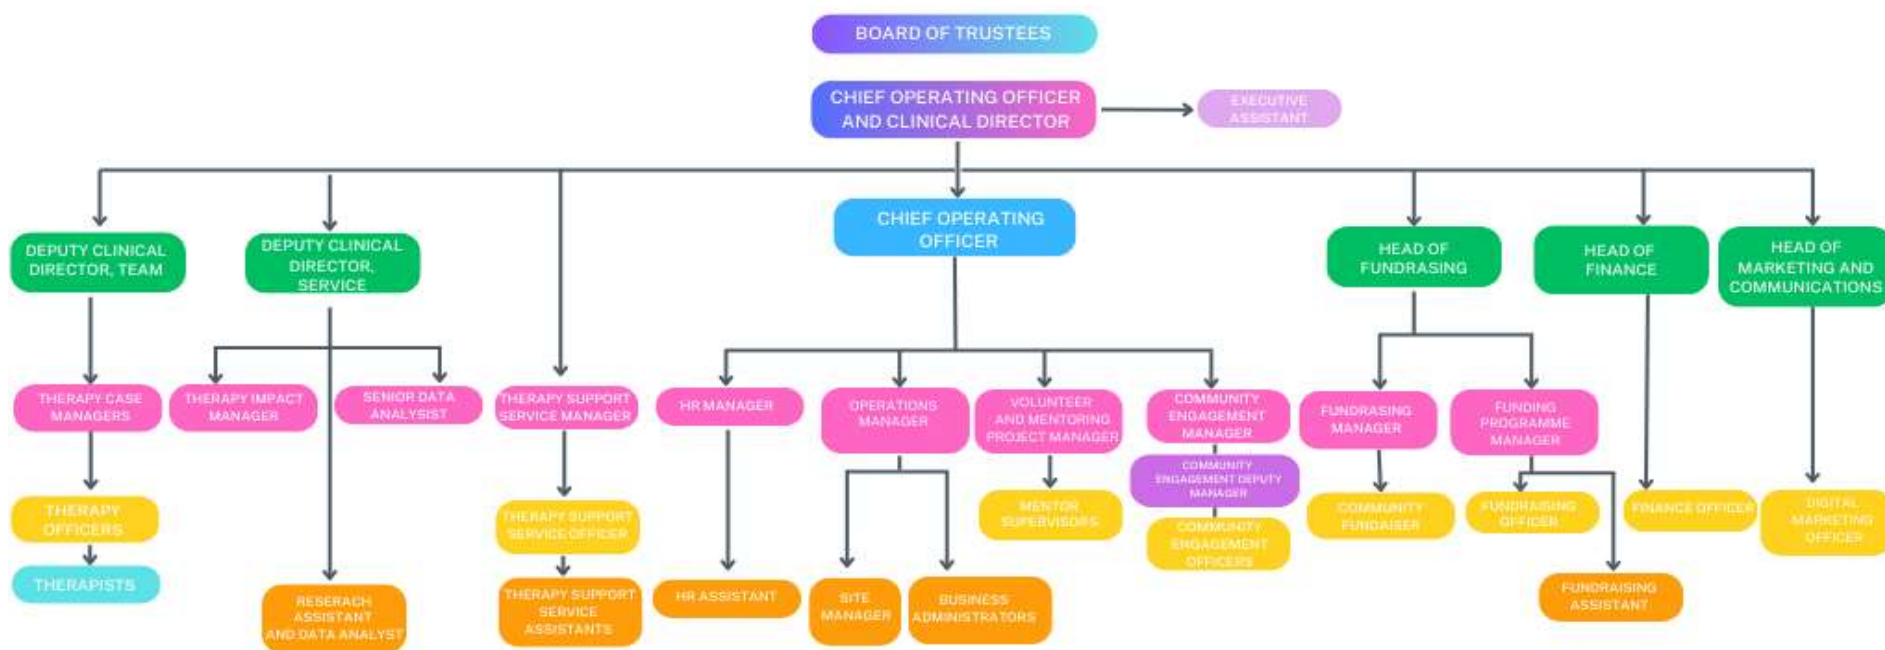 BOARD OF TRUSTEES
CHIEF OPERATING OFFICER
AND CLINICAL DIRECTOR
EXECUTIVE
ASSISTANT
CHIEF OPERATING
OFFICER
DEPUTY CLINICAL
DIRECTOR, TEAM
DEPUTY CLINICAL
DIRECTOR,
SERVICE
HEAD OF
FUNDRASING
HEAD OF
FINANCE
HEAD OF
MARKETING AND
COMMUNICATIONS
THERAPY CASE
MANAGERS
THERAPY IMPACT
MANAGER
SENIOR DATA
ANALYIST
THERAPY SUPPORT
SERVICE MANAGER
HR MANAGER
OPERATIONS
MANAGER
VOLUNTEER
AND MENTORING
PROJECT MANAGER
COMMUNITY
ENGAGEMENT
MANAGER
FUNDRASING
MANAGER
FUNDING
PROGRAMME
MANAGER
COMMUNITY
ENGAGEMENT DEPUTY
MANAGER
THERAPY
OFFICERS
THERAPY SUPPORT
SERVICE OFFICER
MENTOR
SUPERVISORS
COMMUNITY
ENGAGEMENT
OFFICERS
COMMUNITY
FUNDAISER
FUNDRAISING
OFFICER
FINANCE OFFICER
DIGITAL
MARKETING
OFFICER
THERAPISTS
RESERACH
ASSISTANT
AND DATA ANALYST
THERAPY SUPPORT
SERVICE
ASSISTANTS
HR ASSISTANT
SITE
MANAGER
BUSINESS
ADMINISTRATORS
FUNDRAISING
ASSISTANT